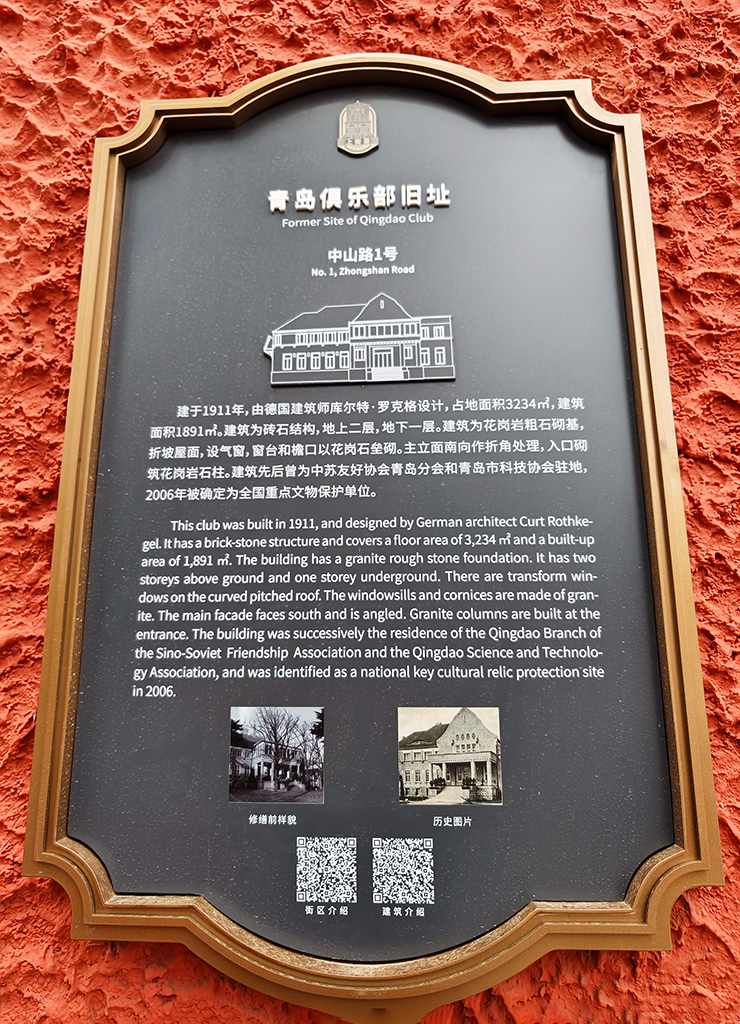 青岛俱乐部旧址
Former Site of Qingdao Club
中山路1号
No. 1, Zhongshan Road
建于1911年，由德国建筑师库尔特·罗克格设计，占地面积3234㎡，建筑
面积1891㎡。建筑为砖石结构，地上二层，地下一层。建筑为花岗岩粗石砌基，
折坡屋面，设气窗，窗台和檐口以花岗石垒砌。主立面南向作折角处理，入口砌
筑花岗岩石柱。建筑先后曾为中苏友好协会青岛分会和青岛市科技协会驻地，
2006年被确定为全国重点文物保护单位。
This club was built in 1911, and designed by German architect Curt Rothke-
gel. It has a brick-stone structure and covers a floor area of 3,234 ㎡ and a built-up
area of 1,891 ㎡. The building has a granite rough stone foundation. It has two
storeys above ground and one storey underground. There are transform win-
dows on the curved pitched roof. The windowsills and cornices are made of gran-
ite. The main facade faces south and is angled. Granite columns are built at the
entrance. The building was successively the residence of the Qingdao Branch of
the Sino-Soviet Friendship Association and the Qingdao Science and Technolo-
gy Association, and was identified as a national key cultural relic protection site
in 2006.
修缮前样貌
历史图片
街区介绍
建筑介绍